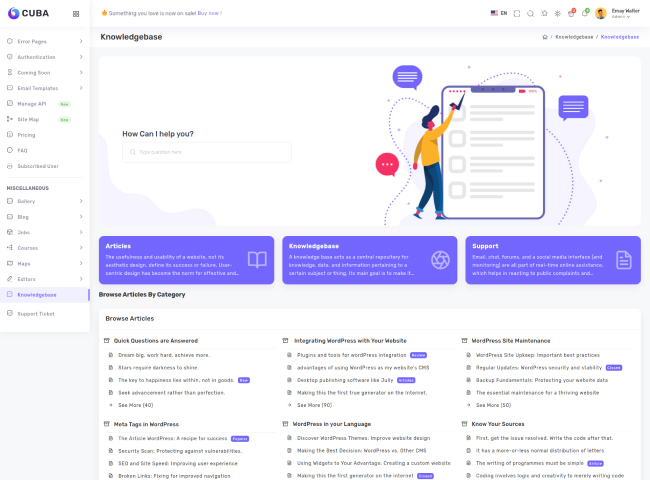 CUBA
Something you love is now on sale! Buy now !
EN
Emay Walter
Admin
Knowledgebase
/ Knowledgebase / Knowledgebase
Error Pages
Authentication
Coming Soon
Email Templates
Manage API New
Site Map New
Pricing
FAQ
Subscribed User
MISCELLANEOUS
Gallery
Blog
Jobs
Courses
Maps
Editors
Knowledgebase
Support Ticket
How Can I help you?
Type question here
Articles
The usefulness and usability of a website, not its
aesthetic design, define its success or failure. User-
centric design has become the norm for effective and...
Knowledgebase
A knowledge base acts as a central repository for
knowledge, data, and information pertaining to a
certain subject or thing. Its main goal is to make it...
Support
Email, chat, forums, and social media interface (and
monitoring) are all part of real-time online assistance,
which helps in reacting to public complaints and...
Browse Articles By Category
Browse Articles
Quick Questions are Answered
Dream big, work hard, achieve more.
Stars require darkness to shine.
The key to happiness lies within, not in goods. New
Seek advancement rather than perfection.
See More (40)
Integrating WordPress with Your Website
Plugins and tools for wordPress integration Review
advantages of using WordPress as my website's CMS
Desktop publishing software like July Articles
Making this the first true generator on the Internet.
See More (90)
WordPress Site Maintenance
WordPress Site Upkeep: Important best practices
Regular Updates: WordPress security and stability Closed
Backup Fundamentals: Protecting your website data
The essential maintenance for a thriving website
See More (50)
Meta Tags in WordPress
The Article WordPress: A recipe for success Popular
Security Scan: Protecting against vulnerabilities.
SEO and Site Speed: Improving user experience
Broken Links: Fixing for improved navigation
WordPress in your Language
Discover WordPress Themes: Improve website design
Making the Best Decision: WordPress vs. Other CMS
Using Widgets to Your Advantage: Creating a custom website
Making this the first generator on the internet Closed
Know Your Sources
First, get the issue resolved. Write the code after that.
It has a more-or-less normal distribution of letters
The writing of programmes must be simple Article
Coding involves logic and creativity to merely writing code